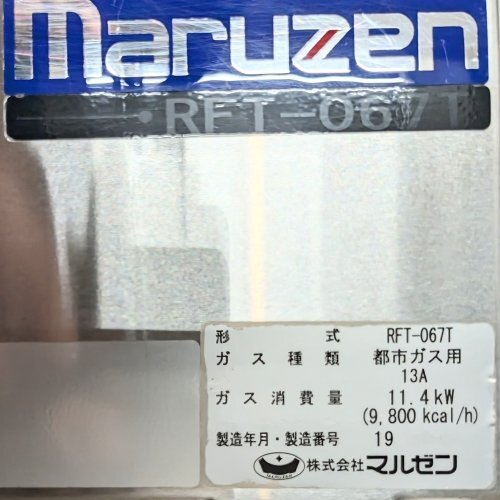 maruzen
RFT-067T
形式 RFT-067T
ガス種類 都市ガス用
13A
ガス消費量 11.4kW
(9,800 kcal/h)
製造年月・製造番号 19
株式会社マルゼン